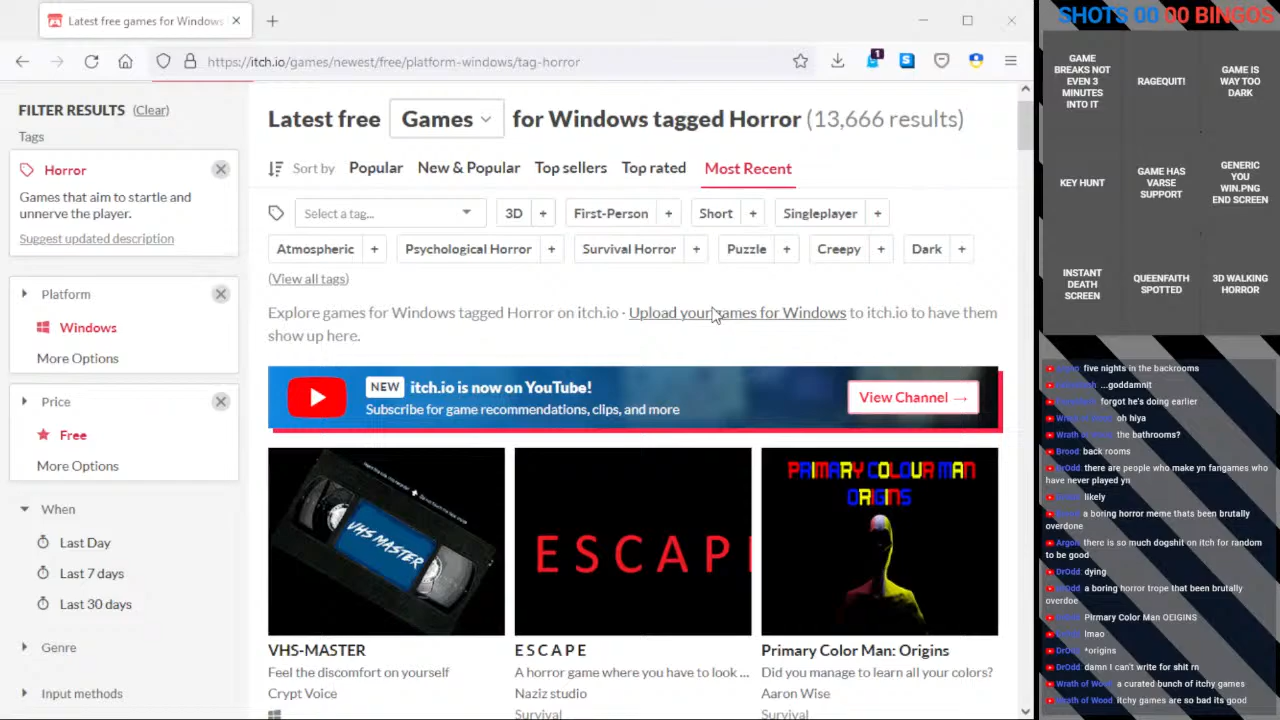 Latest free games for Windows
https://itch.io/games/newest/free/platform-windows/tag-horror
1
FILTER RESULTS (Clear)
Tags
Horror
Games that aim to startle and
unnerve the player.
Suggest updated description
Platform
Windows
More Options
Price
Free
More Options
When
Last Day
Last 7 days
Last 30 days
Genre
Input methods
Latest free Games for Windows tagged Horror (13,666 results)
Sort by Popular New & Popular Top sellers Top rated Most Recent
Select a tag... 3D + First-Person + Short + Singleplayer +
Atmospheric + Psychological Horror + Survival Horror + Puzzle + Creepy + Dark +
(View all tags)
Explore games for Windows tagged Horror on itch.io · Upload your games for Windows to itch.io to have them
show up here.
NEW itch.io is now on YouTube!
Subscribe for game recommendations, clips, and more
View Channel →
VHS MASTER
ESCAP
PRIMARY COLOUR MAN
ORIGINS
VHS-MASTER
Feel the discomfort on yourself
Crypt Voice
E S C A P E
A horror game where you have to look ...
Naziz studio
Survival
Primary Color Man: Origins
Did you manage to learn all your colors?
Aaron Wise
Survival
SHOTS 00 00 BINGOS
GAME
BREAKS NOT
EVEN 3
MINUTES
INTO IT
RAGEQUIT!
GAME IS
WAY TOO
DARK
KEY HUNT
GAME HAS
VARSE
SUPPORT
GENERIC
YOU
WIN.PNG
END SCREEN
INSTANT
DEATH
SCREEN
QUEENFAITH
SPOTTED
3D WALKING
HORROR
five nights in the backrooms
...goddamnit
forgot he's doing earlier
oh hiya
Wrath of the bathrooms?
Brood: back rooms
DrOdd: there are people who make yn fangames who
have never played yn
likely
a boring horror meme thats been brutally
overdone
Argon: there is so much dogshit on itch for random
to be good
DrOdd: dying
DrOdd: a boring horror trope that been brutally
overdoe
Pirmary Color Man OEIGINS
lmao
*origins
damn I can't write for shit rn
Wrath of Wood: a curated bunch of itchy games
Wrath of Wood: itchy games are so bad its good